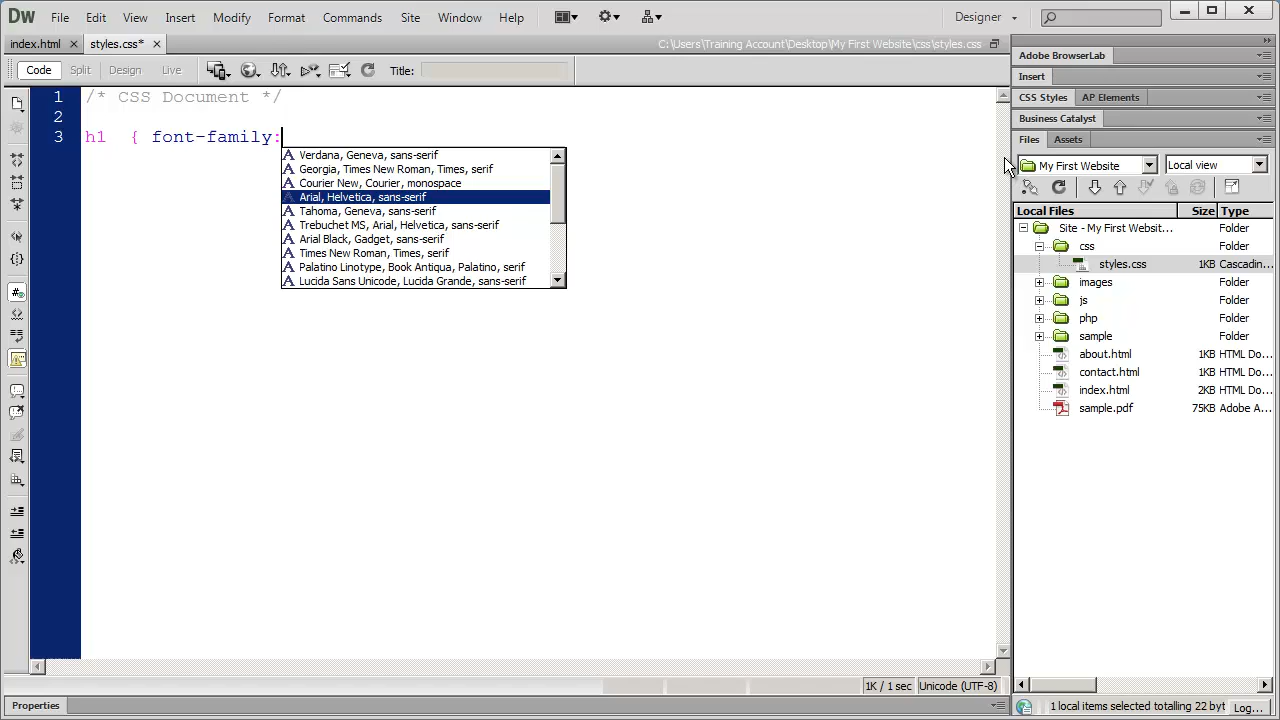 Dw File Edit View Insert Modify Format Commands Site Window Help Designer
index.html styles.css* C:\Users\Training Account\Desktop\My First Website\css\styles.css
Code Split Design Live Title:
1 /* CSS Document */
2
3 h1 { font-family:
Verdana, Geneva, sans-serif
Georgia, Times New Roman, Times, serif
Courier New, Courier, monospace
Arial, Helvetica, sans-serif
Tahoma, Geneva, sans-serif
Trebuchet MS, Arial, Helvetica, sans-serif
Arial Black, Gadget, sans-serif
Times New Roman, Times, serif
Palatino Linotype, Book Antiqua, Palatino, serif
Lucida Sans Unicode, Lucida Grande, sans-serif
1K / 1 sec Unicode (UTF-8)
Properties
Adobe BrowserLab
Insert
CSS Styles AP Elements
Business Catalyst
Files Assets
My First Website Local view
Local Files Size Type
Site - My First Websit... Folder
css Folder
styles.css 1KB Cascadin...
images Folder
js Folder
php Folder
sample Folder
about.html 1KB HTML Do...
contact.html 1KB HTML Do...
index.html 2KB HTML Do...
sample.pdf 75KB Adobe A...
1 local items selected totalling 22 byt Log...